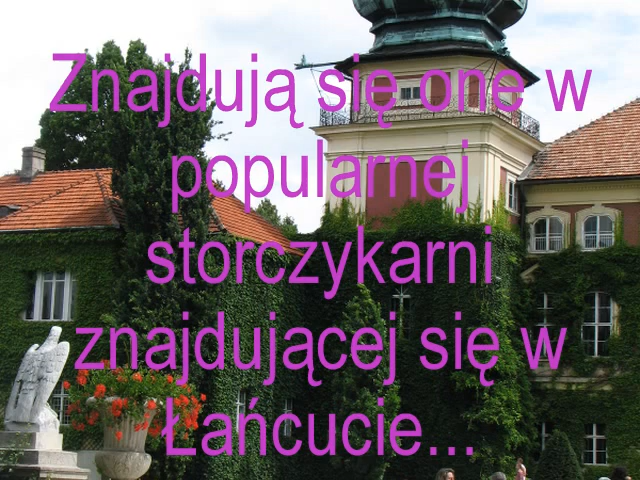 Znajdują się one w
popularnej
storczykarni
znajdującej się w
Łańcucie...